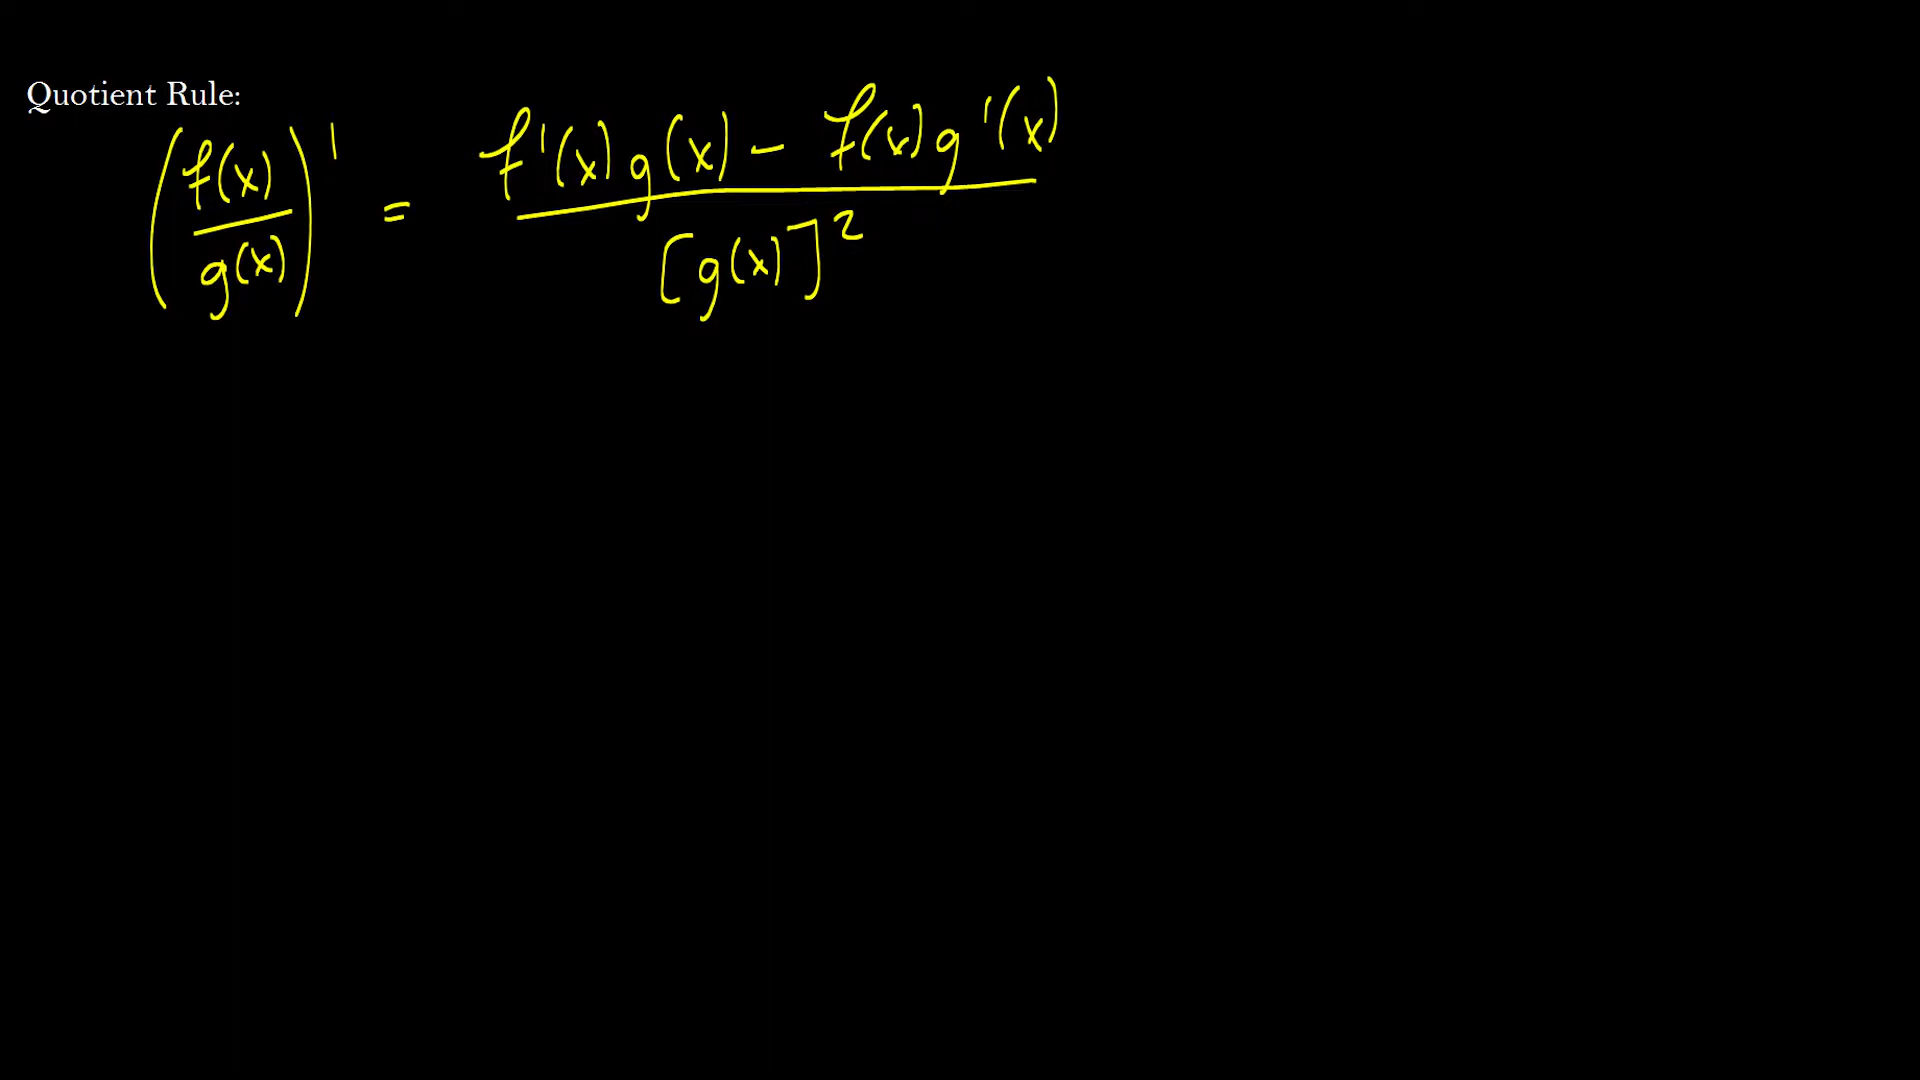 Quotient Rule:
(f(x)/g(x))' = (f'(x)g(x) - f(x)g'(x))/[g(x)]²